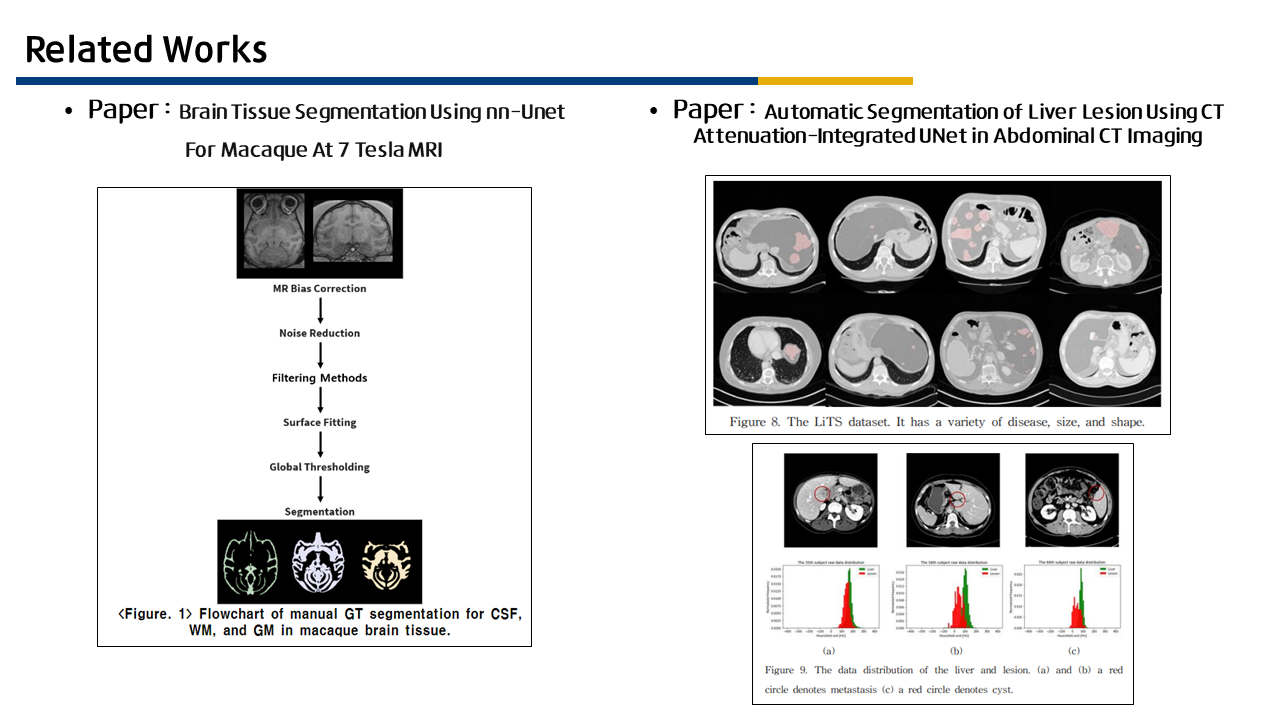 Related Works
• Paper : Brain Tissue Segmentation Using nn-Unet
For Macaque At 7 Tesla MRI
MR Bias Correction
Noise Reduction
Filtering Methods
Surface Fitting
Global Thresholding
Segmentation
<Figure. 1> Flowchart of manual GT segmentation for CSF,
WM, and GM in macaque brain tissue.
• Paper : Automatic Segmentation of Liver Lesion Using CT
Attenuation-Integrated UNet in Abdominal CT Imaging
Figure 8. The LiTS dataset. It has a variety of disease, size, and shape.
(a)
(b)
(c)
Figure 9. The data distribution of the liver and lesion. (a) and (b) a red
circle denotes metastasis (c) a red circle denotes cyst.